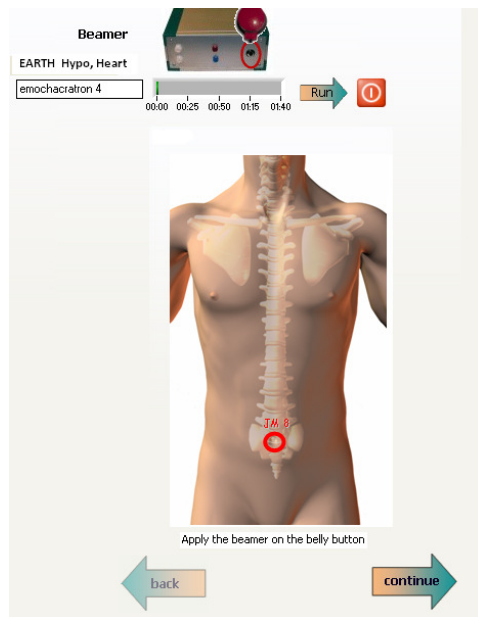 Beamer
EARTH Hypo, Heart
emochacratron 4
00:00 00:25 00:50 01:15 01:40
Run
JM 8
Apply the beamer on the belly button
back
continue